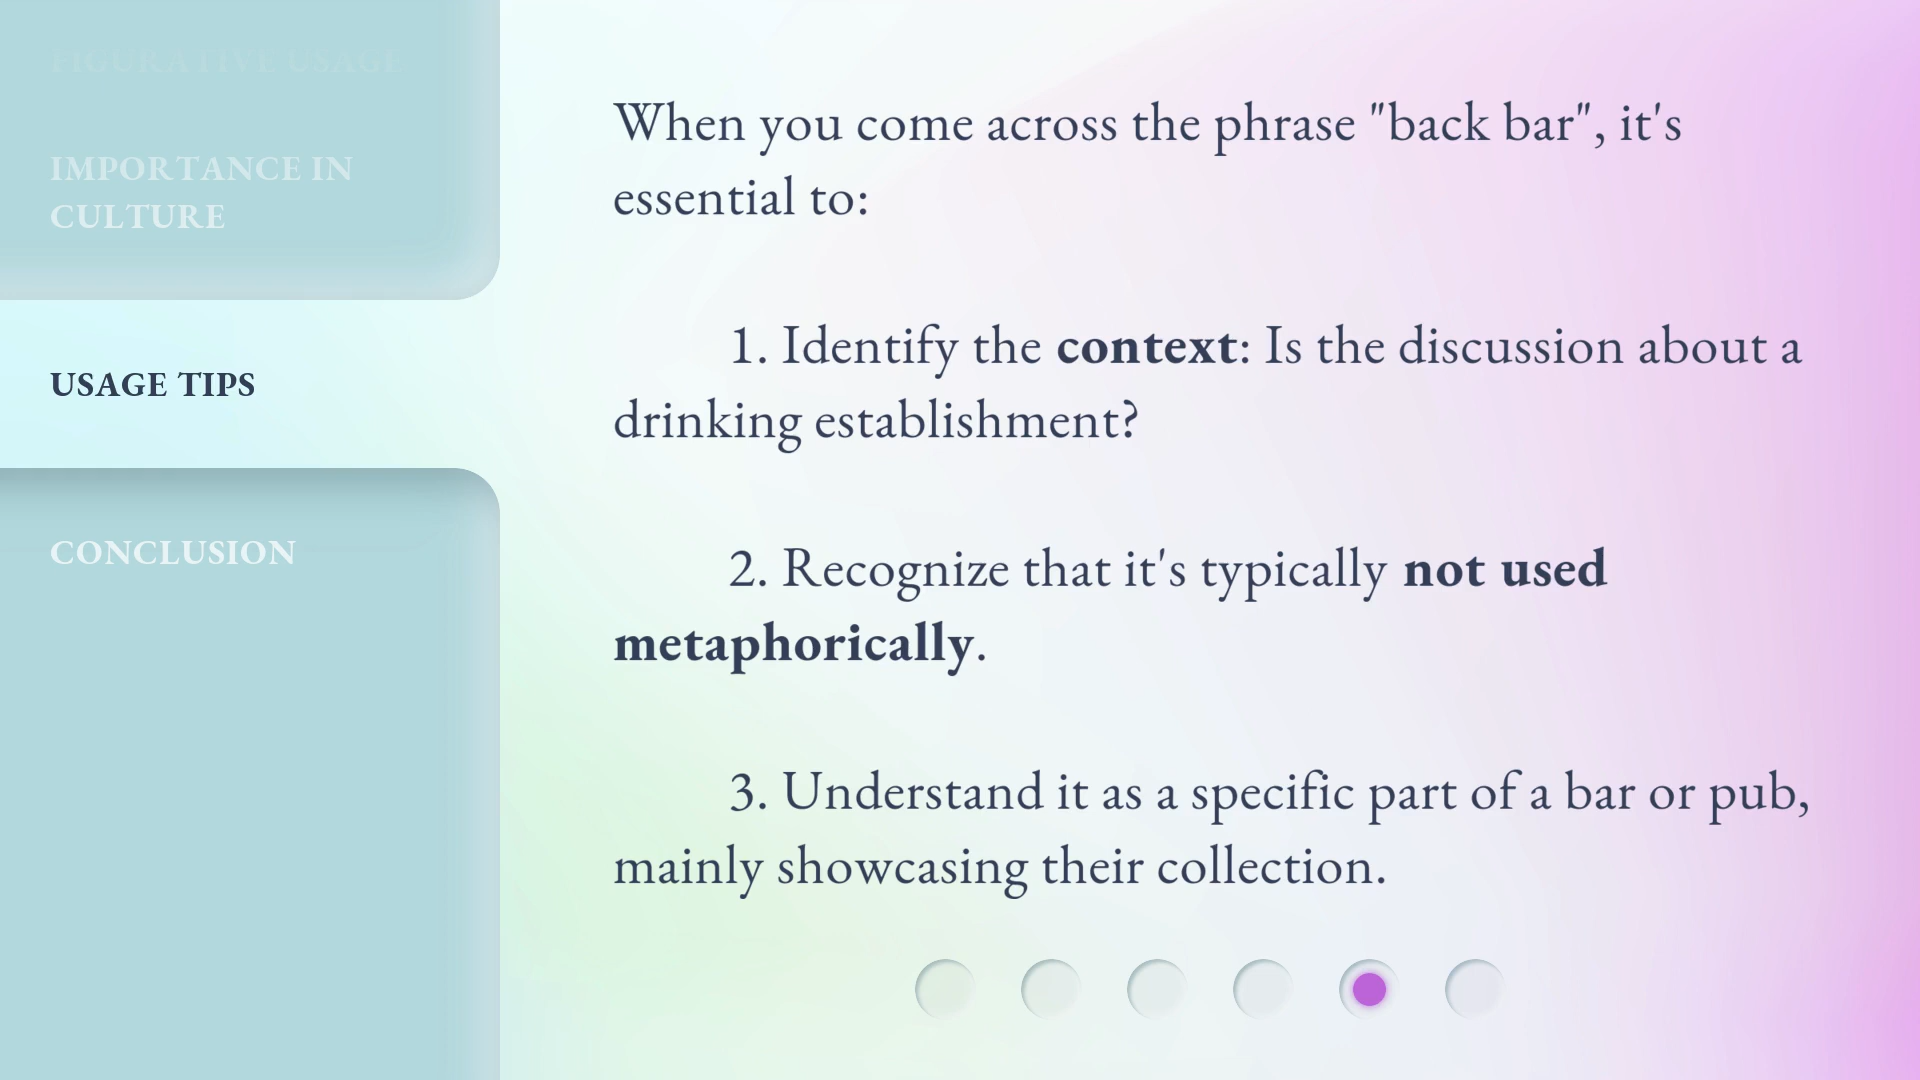 FIGURATIVE USAGE
IMPORTANCE IN
CULTURE
USAGE TIPS
CONCLUSION
When you come across the phrase "back bar", it's
essential to:
1. Identify the context: Is the discussion about a
drinking establishment?
2. Recognize that it's typically not used
metaphorically.
3. Understand it as a specific part of a bar or pub,
mainly showcasing their collection.